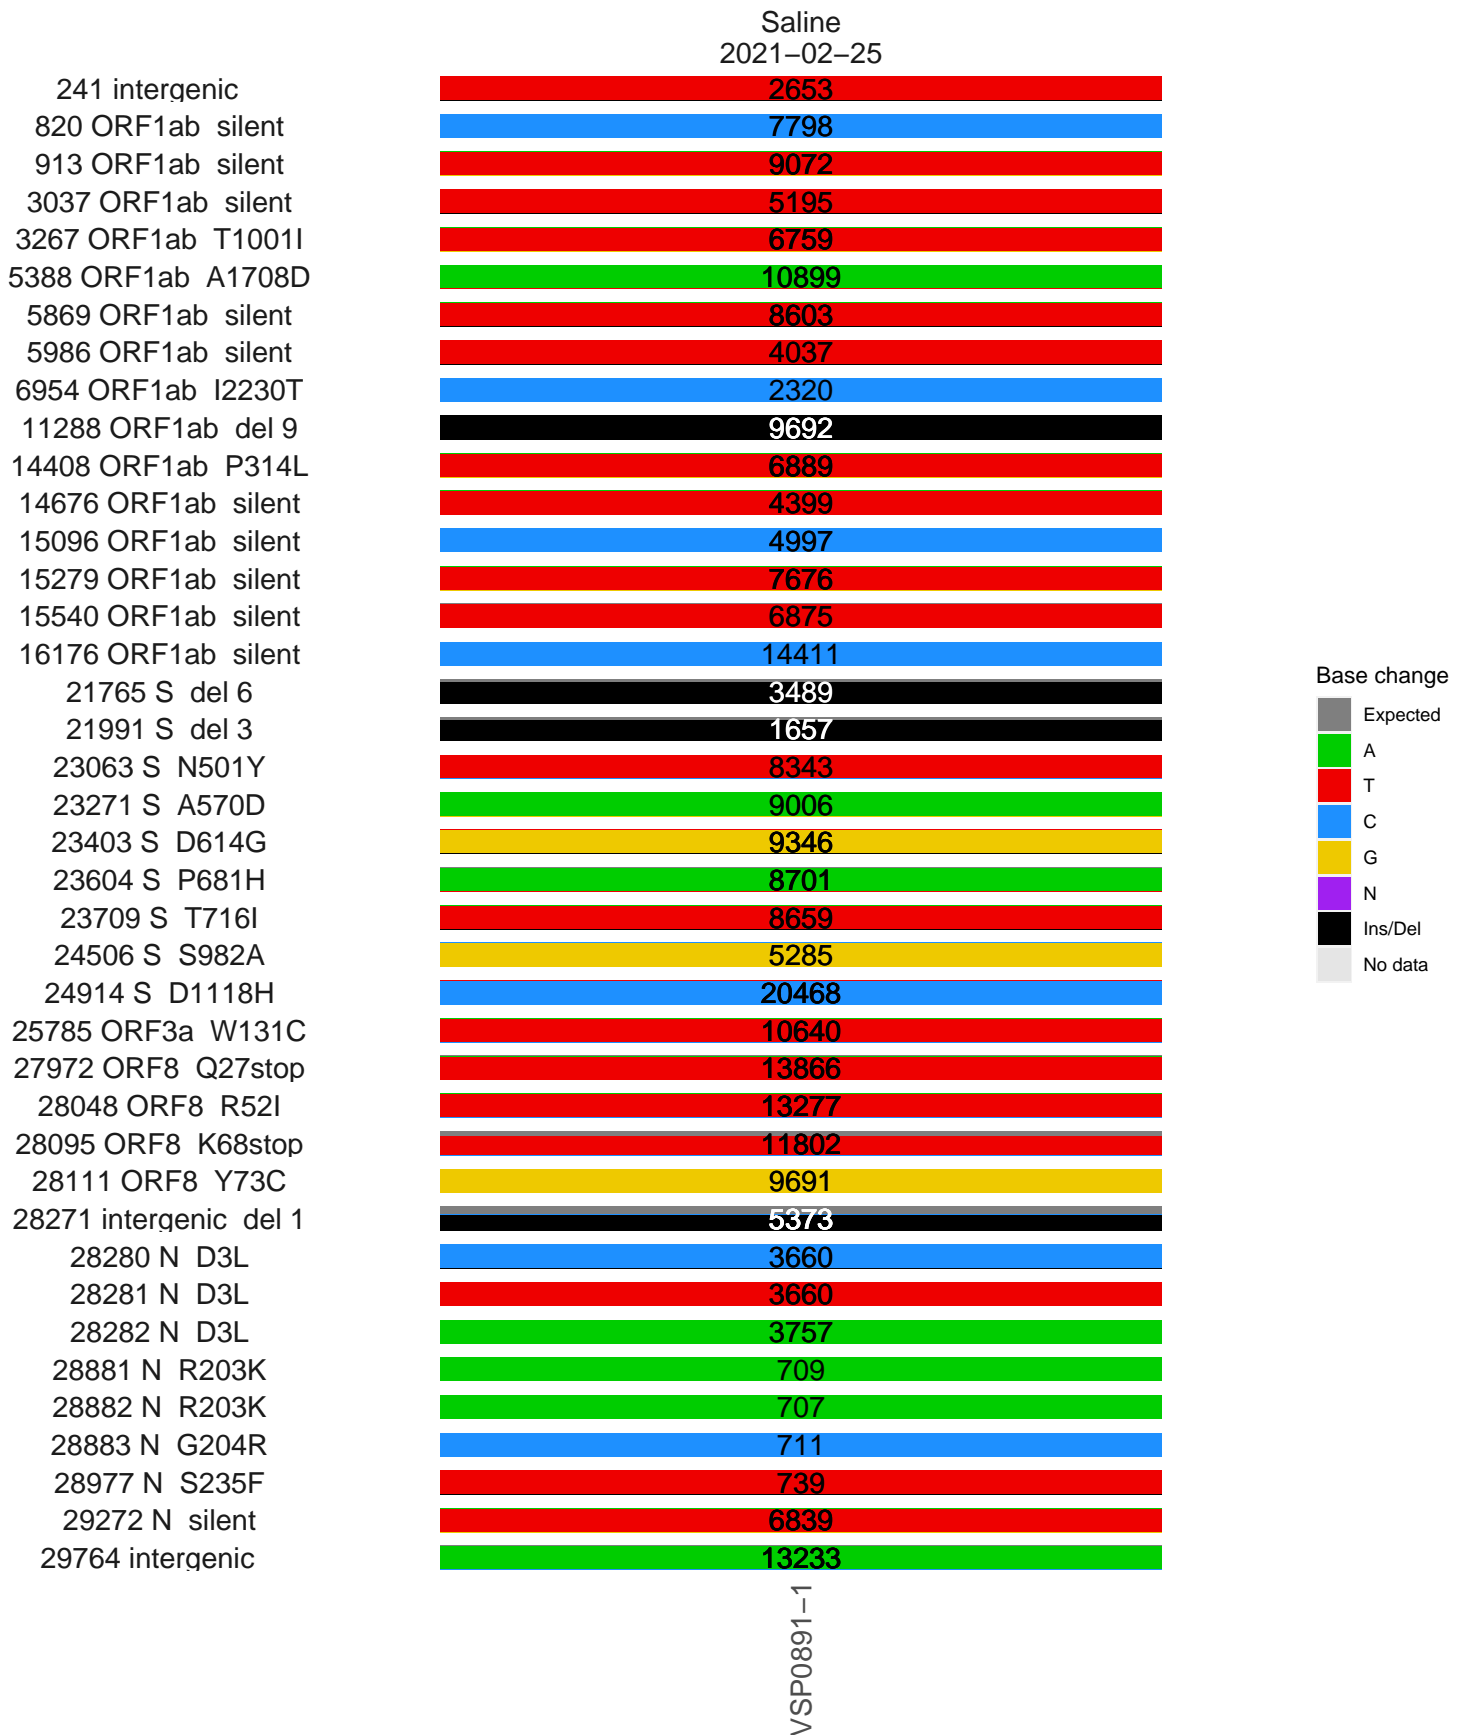 Saline
2021−02−25
241 intergenic 2653
820 ORF1ab silent 7798
913 ORF1ab silent 9072
3037 ORF1ab silent 5195
3267 ORF1ab T1001I 6759
5388 ORF1ab A1708D 10899
5869 ORF1ab silent 8603
5986 ORF1ab silent 4037
6954 ORF1ab I2230T 2320
11288 ORF1ab del 9 9692
14408 ORF1ab P314L 6889
14676 ORF1ab silent 4399
15096 ORF1ab silent 4997
15279 ORF1ab silent 7676
15540 ORF1ab silent 6875
16176 ORF1ab silent 14411
21765 S del 6 3489
21991 S del 3 1657
23063 S N501Y 8343
23271 S A570D 9006
23403 S D614G 9346
23604 S P681H 8701
23709 S T716I 8659
24506 S S982A 5285
24914 S D1118H 20468
25785 ORF3a W131C 10640
27972 ORF8 Q27stop 13866
28048 ORF8 R52I 13277
28095 ORF8 K68stop 11802
28111 ORF8 Y73C 9691
28271 intergenic del 1 5373
28280 N D3L 3660
28281 N D3L 3660
28282 N D3L 3757
28881 N R203K 709
28882 N R203K 707
28883 N G204R 711
28977 N S235F 739
29272 N silent 6839
29764 intergenic 13233
VSP0891−1
Base change
Expected
A
T
C
G
N
Ins/Del
No data